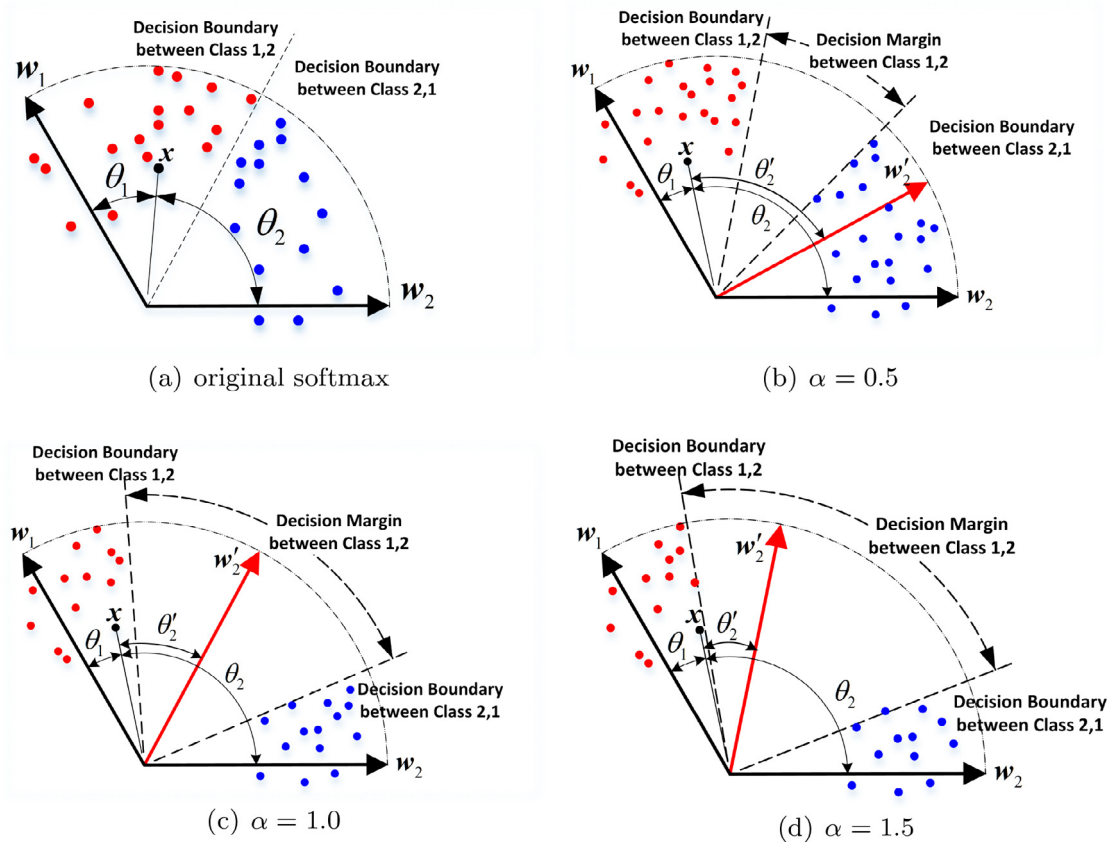 Decision Boundary
between Class 1,2
Decision Boundary
between Class 2,1
w₁
x
θ₁
θ₂
w₂
(a) original softmax
Decision Boundary
between Class 1,2
Decision Margin
between Class 1,2
Decision Boundary
between Class 2,1
w₁
x
θ₁
θ′₂
θ₂
w′₂
w₂
(b) α = 0.5
Decision Boundary
between Class 1,2
Decision Margin
between Class 1,2
w₁
w′₂
x
θ₁
θ′₂
θ₂
Decision Boundary
between Class 2,1
w₂
(c) α = 1.0
Decision Boundary
between Class 1,2
Decision Margin
between Class 1,2
w₁
w′₂
x
θ₁
θ′₂
θ₂
Decision Boundary
between Class 2,1
w₂
(d) α = 1.5